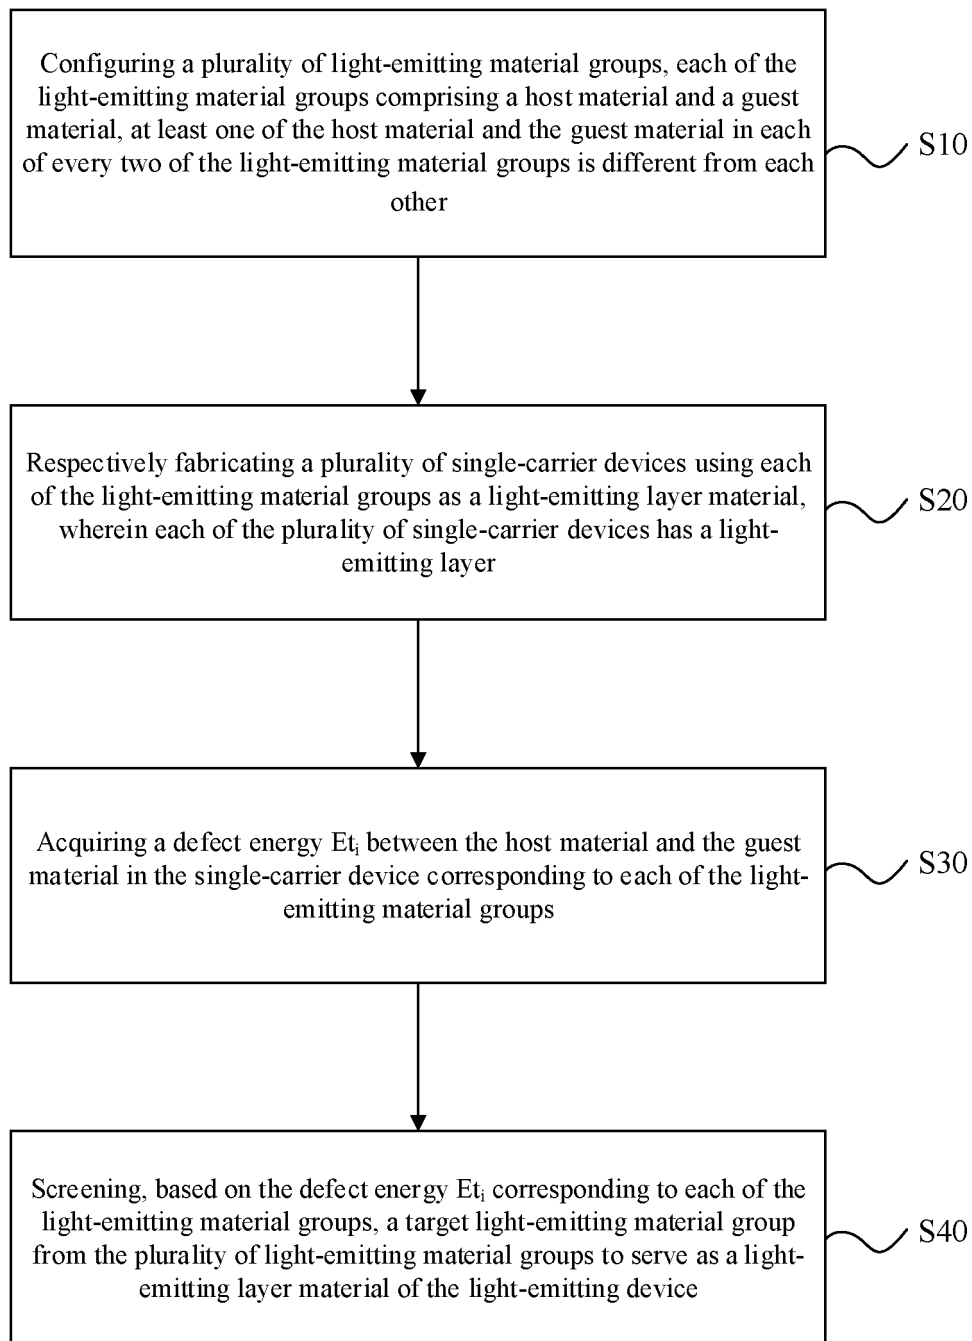 Configuring a plurality of light-emitting material groups, each of the
light-emitting material groups comprising a host material and a guest
material, at least one of the host material and the guest material in each
of every two of the light-emitting material groups is different from each
other
S10
Respectively fabricating a plurality of single-carrier devices using each
of the light-emitting material groups as a light-emitting layer material,
wherein each of the plurality of single-carrier devices has a light-
emitting layer
S20
Acquiring a defect energy Etᵢ between the host material and the guest
material in the single-carrier device corresponding to each of the light-
emitting material groups
S30
Screening, based on the defect energy Etᵢ corresponding to each of the
light-emitting material groups, a target light-emitting material group
from the plurality of light-emitting material groups to serve as a light-
emitting layer material of the light-emitting device
S40